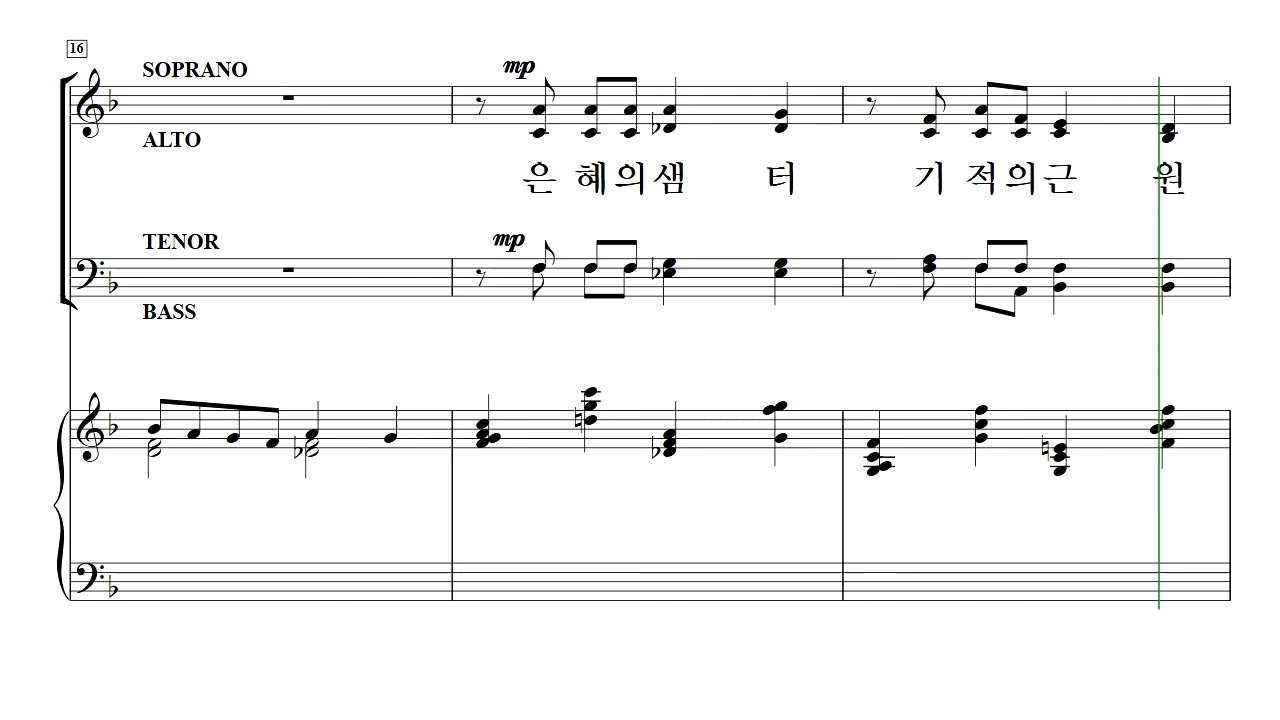 16
SOPRANO
mp
ALTO
은 혜 의 샘 터 기 적 의 근 원
TENOR
mp
BASS